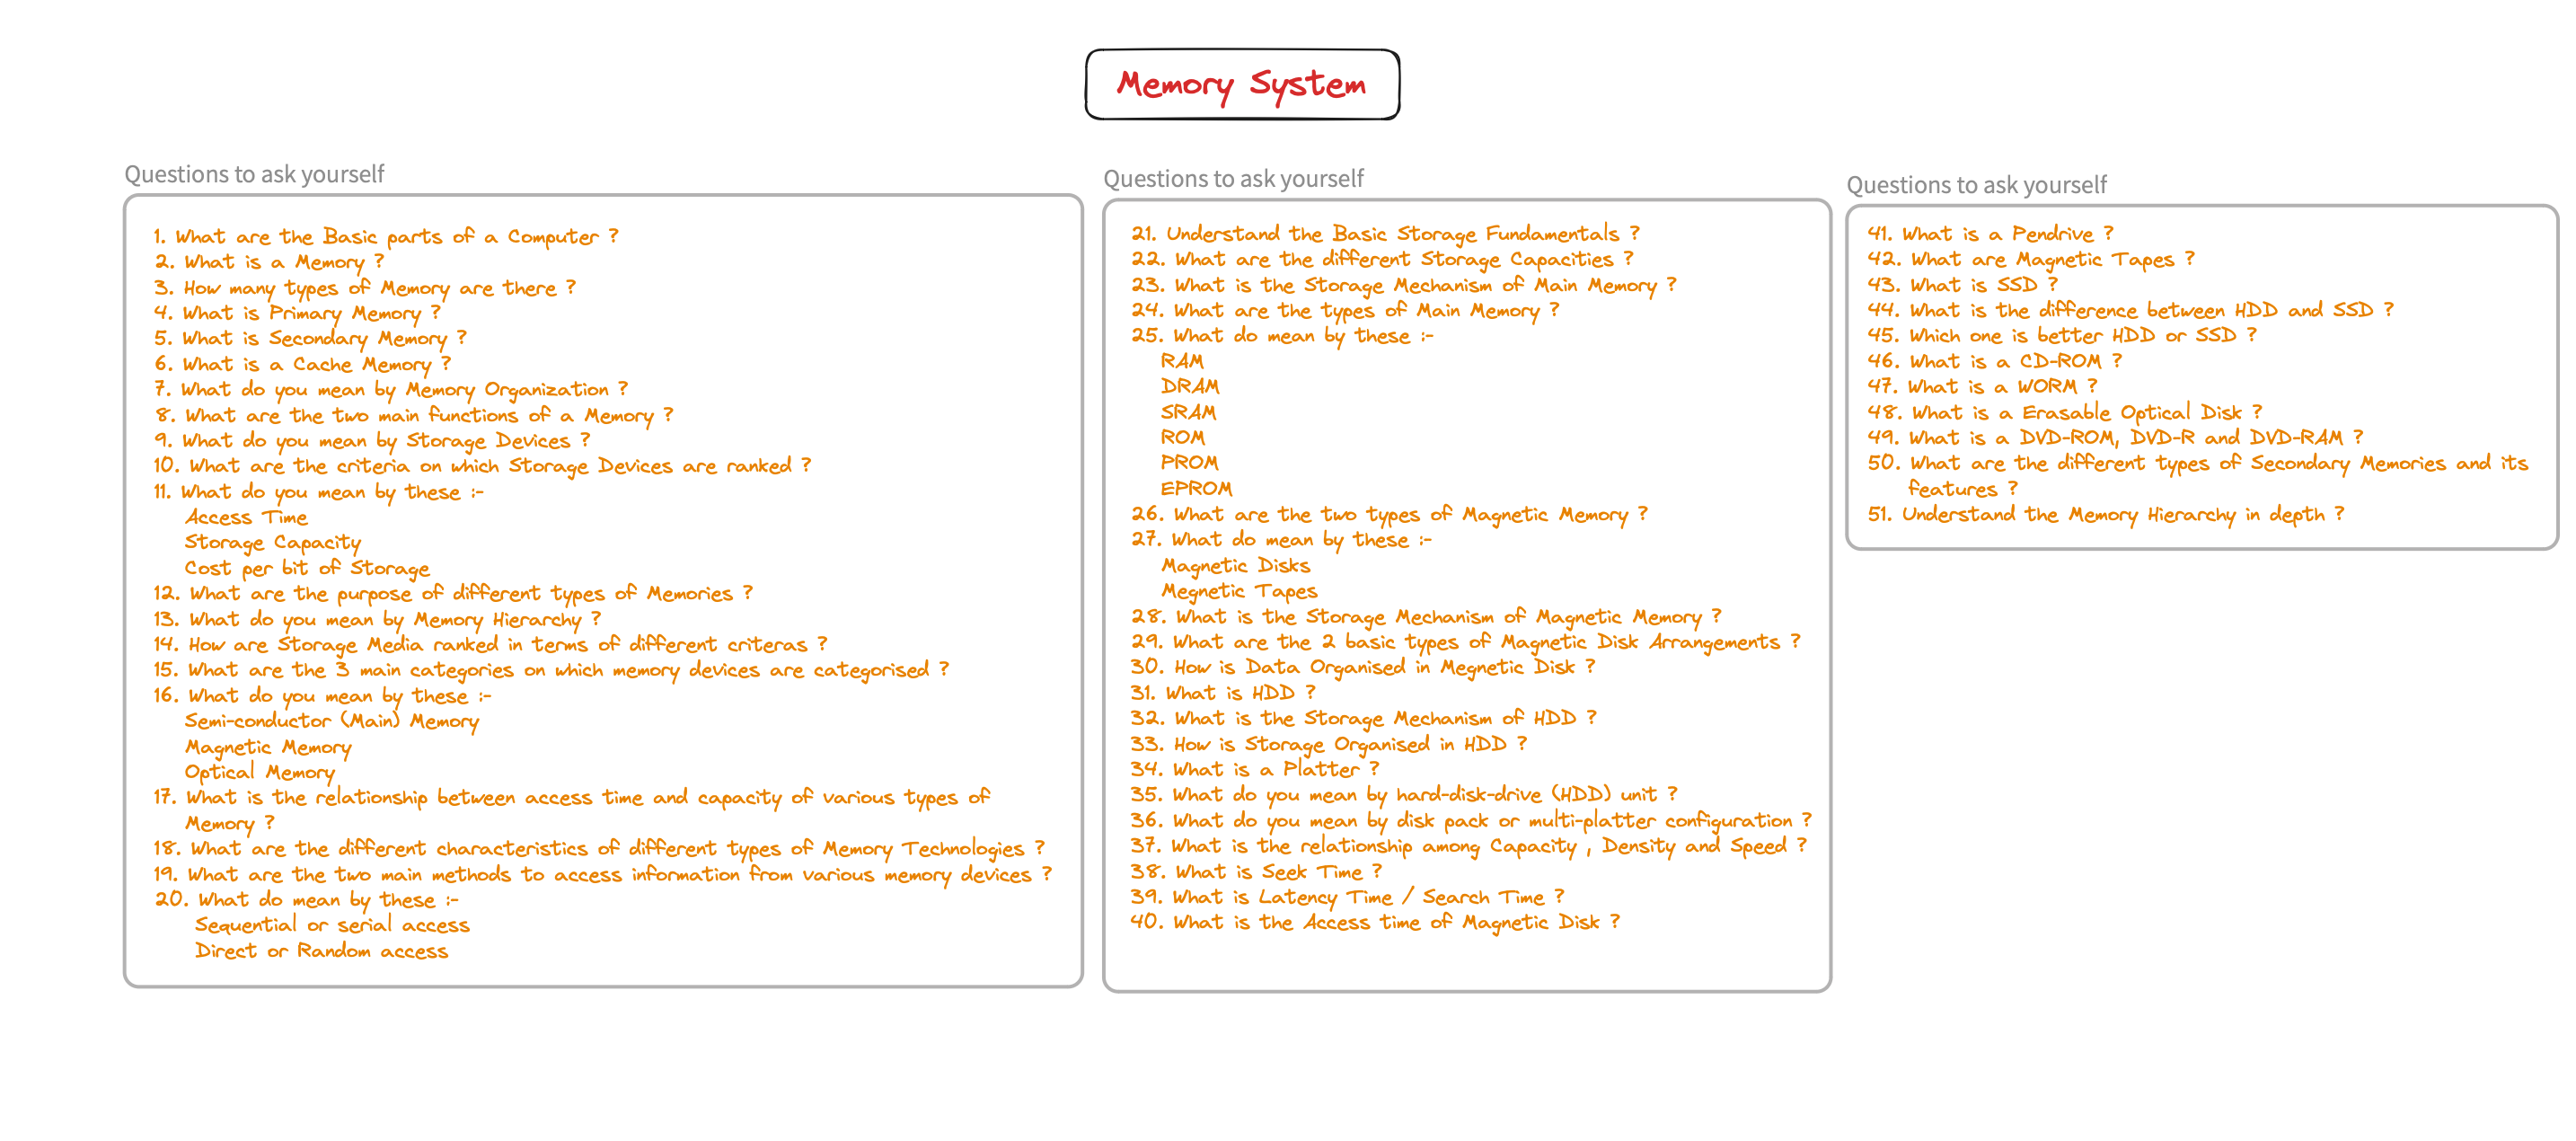 Memory System
Questions to ask yourself
1. What are the Basic parts of a Computer ?
2. What is a Memory ?
3. How many types of Memory are there ?
4. What is Primary Memory ?
5. What is Secondary Memory ?
6. What is a Cache Memory ?
7. What do you mean by Memory Organization ?
8. What are the two main functions of a Memory ?
9. What do you mean by Storage Devices ?
10. What are the criteria on which Storage Devices are ranked ?
11. What do you mean by these :-
Access Time
Storage Capacity
Cost per bit of Storage
12. What are the purpose of different types of Memories ?
13. What do you mean by Memory Hierarchy ?
14. How are Storage Media ranked in terms of different criteras ?
15. What are the 3 main categories on which memory devices are categorised ?
16. What do you mean by these :-
Semi-conductor (Main) Memory
Magnetic Memory
Optical Memory
17. What is the relationship between access time and capacity of various types of
Memory ?
18. What are the different characteristics of different types of Memory Technologies ?
19. What are the two main methods to access information from various memory devices ?
20. What do mean by these :-
Sequential or serial access
Direct or Random access
Questions to ask yourself
21. Understand the Basic Storage Fundamentals ?
22. What are the different Storage Capacities ?
23. What is the Storage Mechanism of Main Memory ?
24. What are the types of Main Memory ?
25. What do mean by these :-
RAM
DRAM
SRAM
ROM
PROM
EPROM
26. What are the two types of Magnetic Memory ?
27. What do mean by these :-
Magnetic Disks
Megnetic Tapes
28. What is the Storage Mechanism of Magnetic Memory ?
29. What are the 2 basic types of Magnetic Disk Arrangements ?
30. How is Data Organised in Megnetic Disk ?
31. What is HDD ?
32. What is the Storage Mechanism of HDD ?
33. How is Storage Organised in HDD ?
34. What is a Platter ?
35. What do you mean by hard-disk-drive (HDD) unit ?
36. What do you mean by disk pack or multi-platter configuration ?
37. What is the relationship among Capacity , Density and Speed ?
38. What is Seek Time ?
39. What is Latency Time / Search Time ?
40. What is the Access time of Magnetic Disk ?
Questions to ask yourself
41. What is a Pendrive ?
42. What are Magnetic Tapes ?
43. What is SSD ?
44. What is the difference between HDD and SSD ?
45. Which one is better HDD or SSD ?
46. What is a CD-ROM ?
47. What is a WORM ?
48. What is a Erasable Optical Disk ?
49. What is a DVD-ROM, DVD-R and DVD-RAM ?
50. What are the different types of Secondary Memories and its
features ?
51. Understand the Memory Hierarchy in depth ?